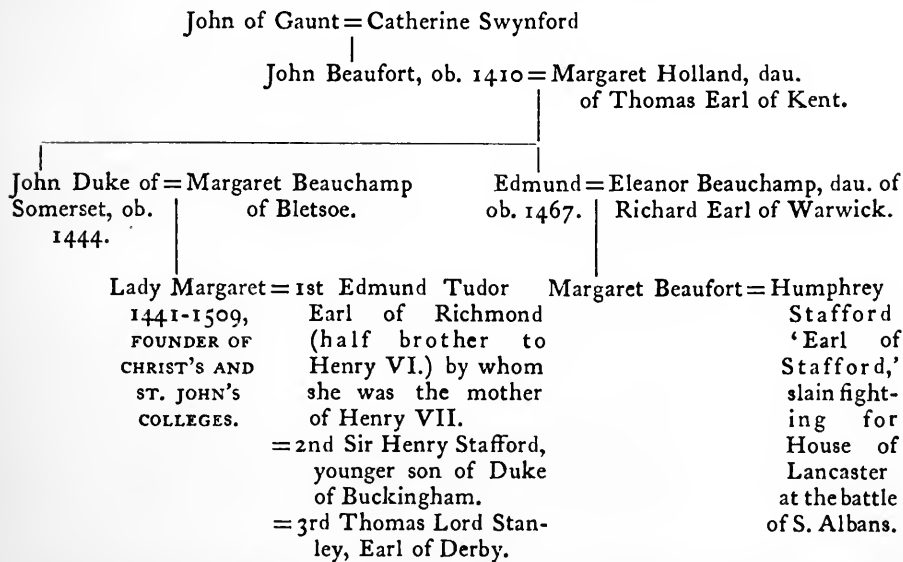 John of Gaunt = Catherine Swynford
John Beaufort, ob. 1410 = Margaret Holland, dau.
of Thomas Earl of Kent.
John Duke of = Margaret Beauchamp
Somerset, ob. of Bletsoe.
1444.
Edmund = Eleanor Beauchamp, dau. of
ob. 1467. Richard Earl of Warwick.
Lady Margaret = 1st Edmund Tudor
1441-1509, Earl of Richmond
FOUNDER OF (half brother to
CHRIST'S AND Henry VI.) by whom
ST. JOHN'S she was the mother
COLLEGES. of Henry VII.
= 2nd Sir Henry Stafford,
younger son of Duke
of Buckingham.
= 3rd Thomas Lord Stan-
ley, Earl of Derby.
Margaret Beaufort = Humphrey
Stafford
‘Earl of
Stafford,’
slain fight-
ing for
House of
Lancaster
at the battle
of S. Albans.